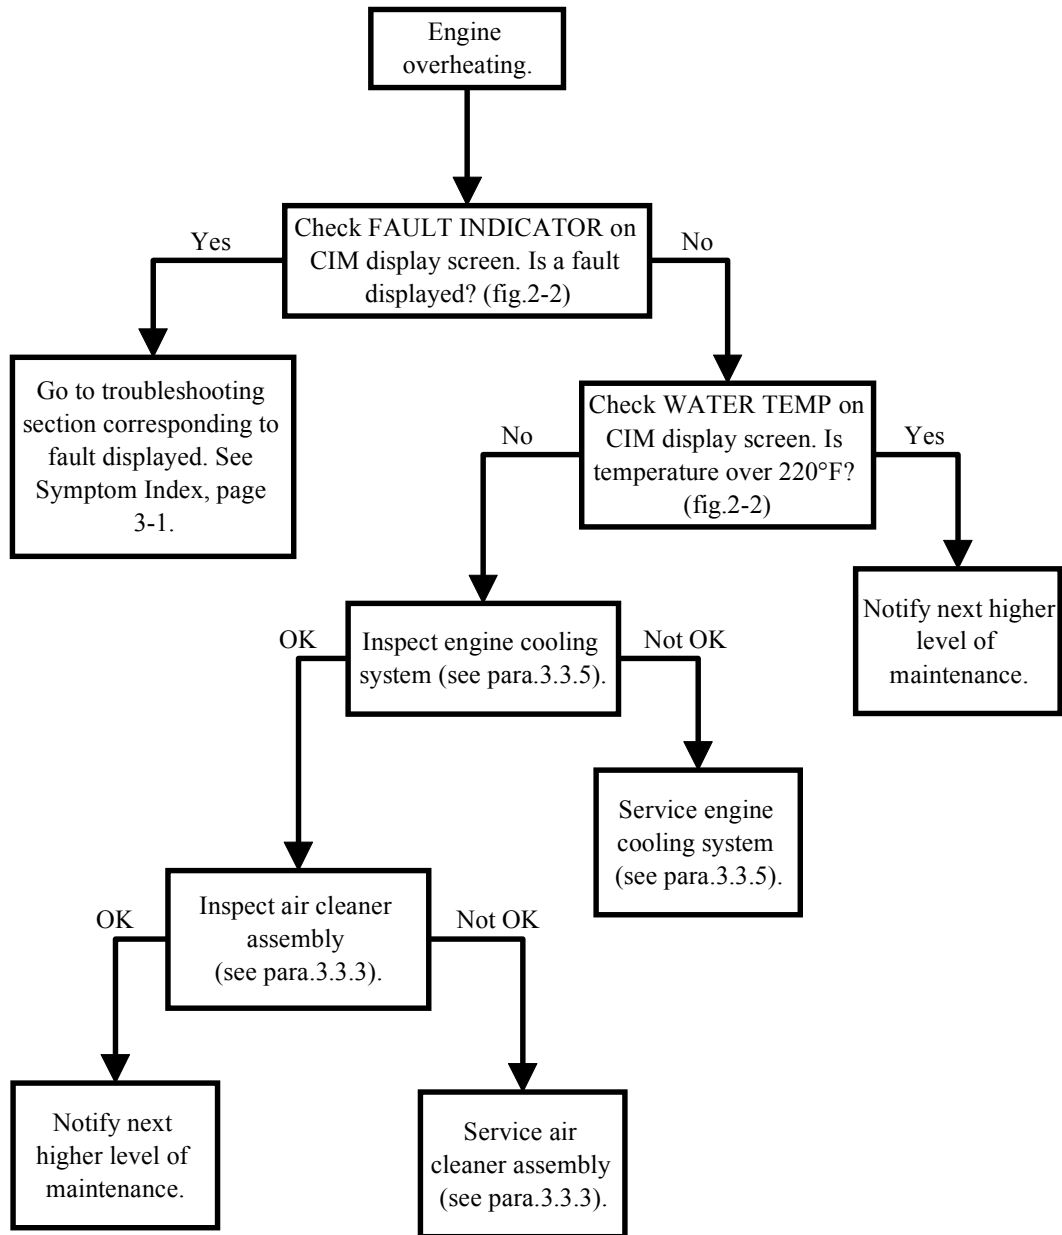 Engine
overheating.
Check FAULT INDICATOR on
CIM display screen. Is a fault
displayed? (fig.2-2)
Yes
No
Go to troubleshooting
section corresponding to
fault displayed. See
Symptom Index, page
3-1.
Check WATER TEMP on
CIM display screen. Is
temperature over 220°F?
(fig.2-2)
No
Yes
Notify next higher
level of
maintenance.
Inspect engine cooling
system (see para.3.3.5).
OK
Not OK
Service engine
cooling system
(see para.3.3.5).
Inspect air cleaner
assembly
(see para.3.3.3).
OK
Not OK
Notify next
higher level of
maintenance.
Service air
cleaner assembly
(see para.3.3.3).